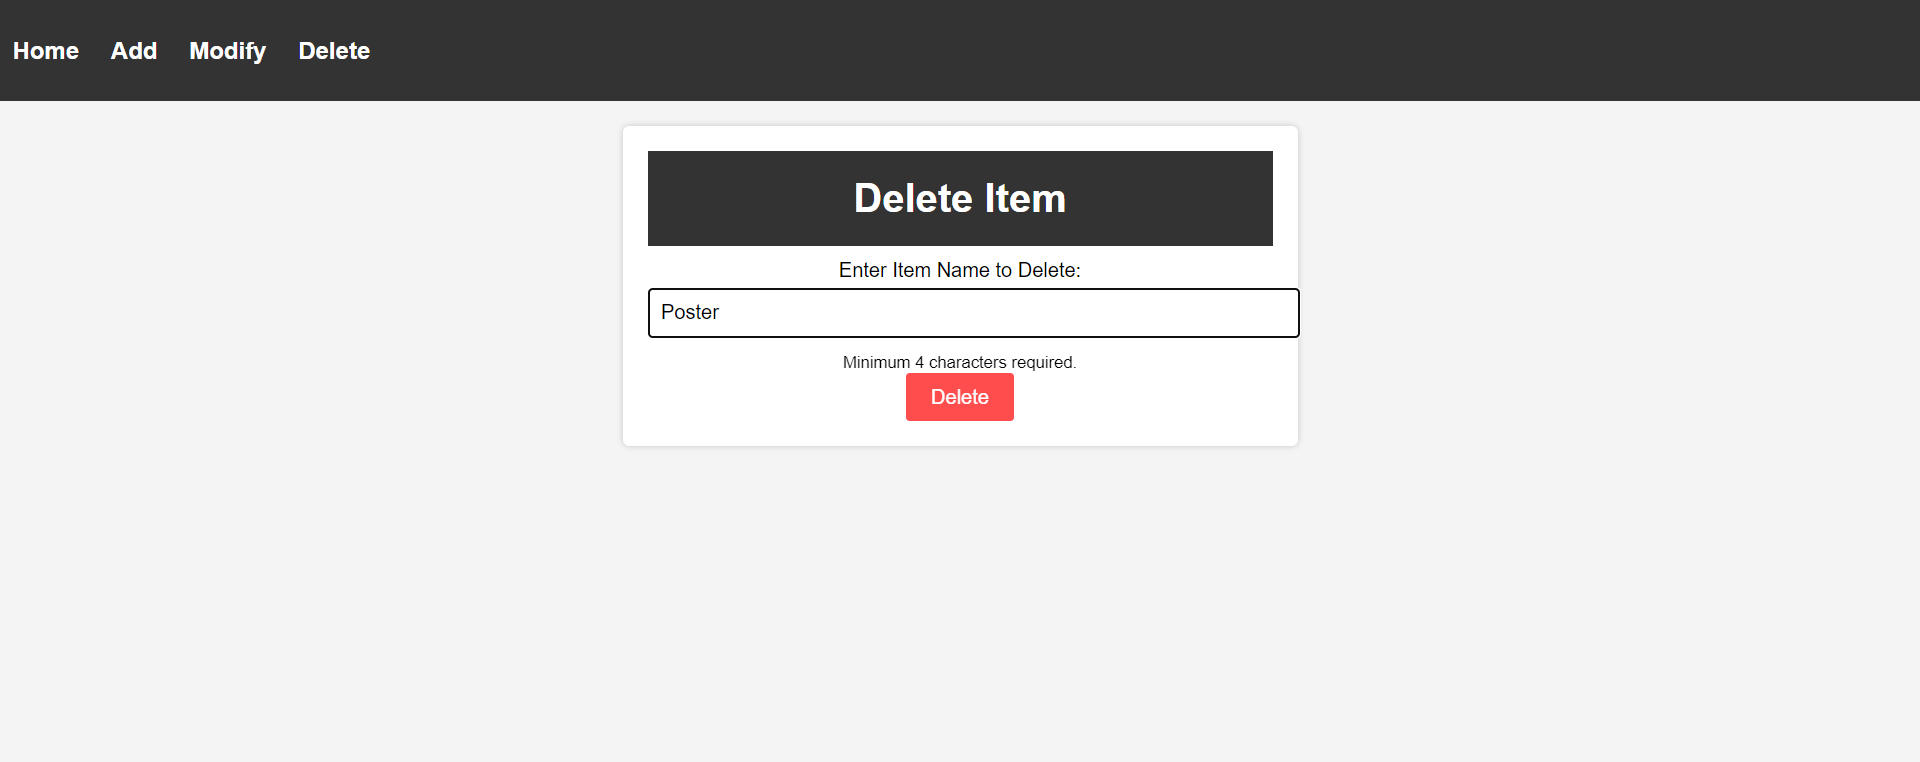 Home Add Modify Delete
Delete Item
Enter Item Name to Delete:
Poster
Minimum 4 characters required.
Delete